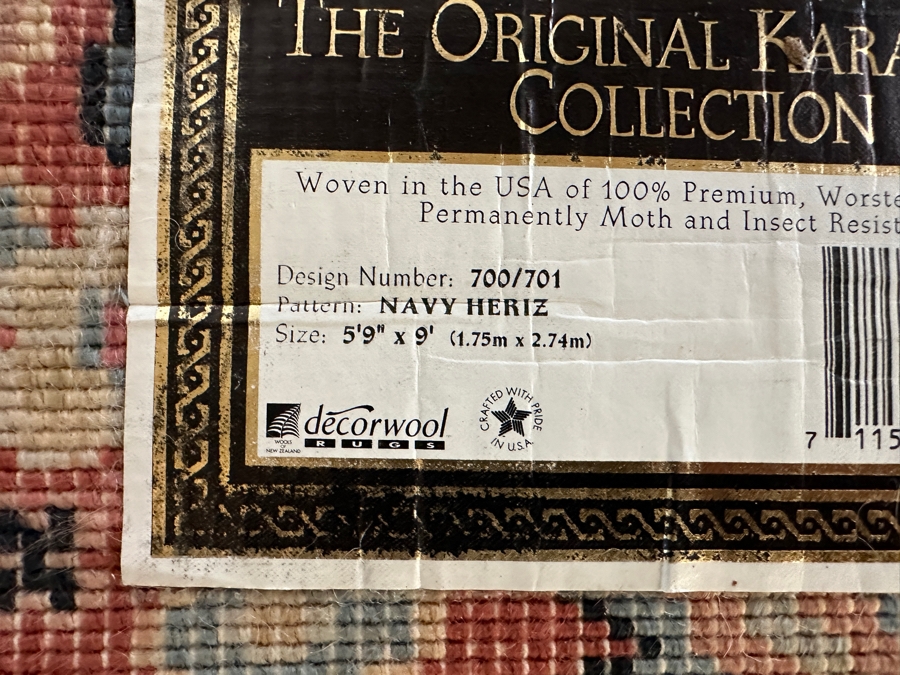 THE ORIGINAL KARA
COLLECTION
Woven in the USA of 100% Premium, Worste
Permanently Moth and Insect Resist
Design Number: 700/701
Pattern: NAVY HERIZ
Size: 5'9" x 9' (1.75m x 2.74m)
WOOLS OF
NEW ZEALAND
décorwool
RUGS
CRAFTED WITH PRIDE
IN U.S.A.
7 115